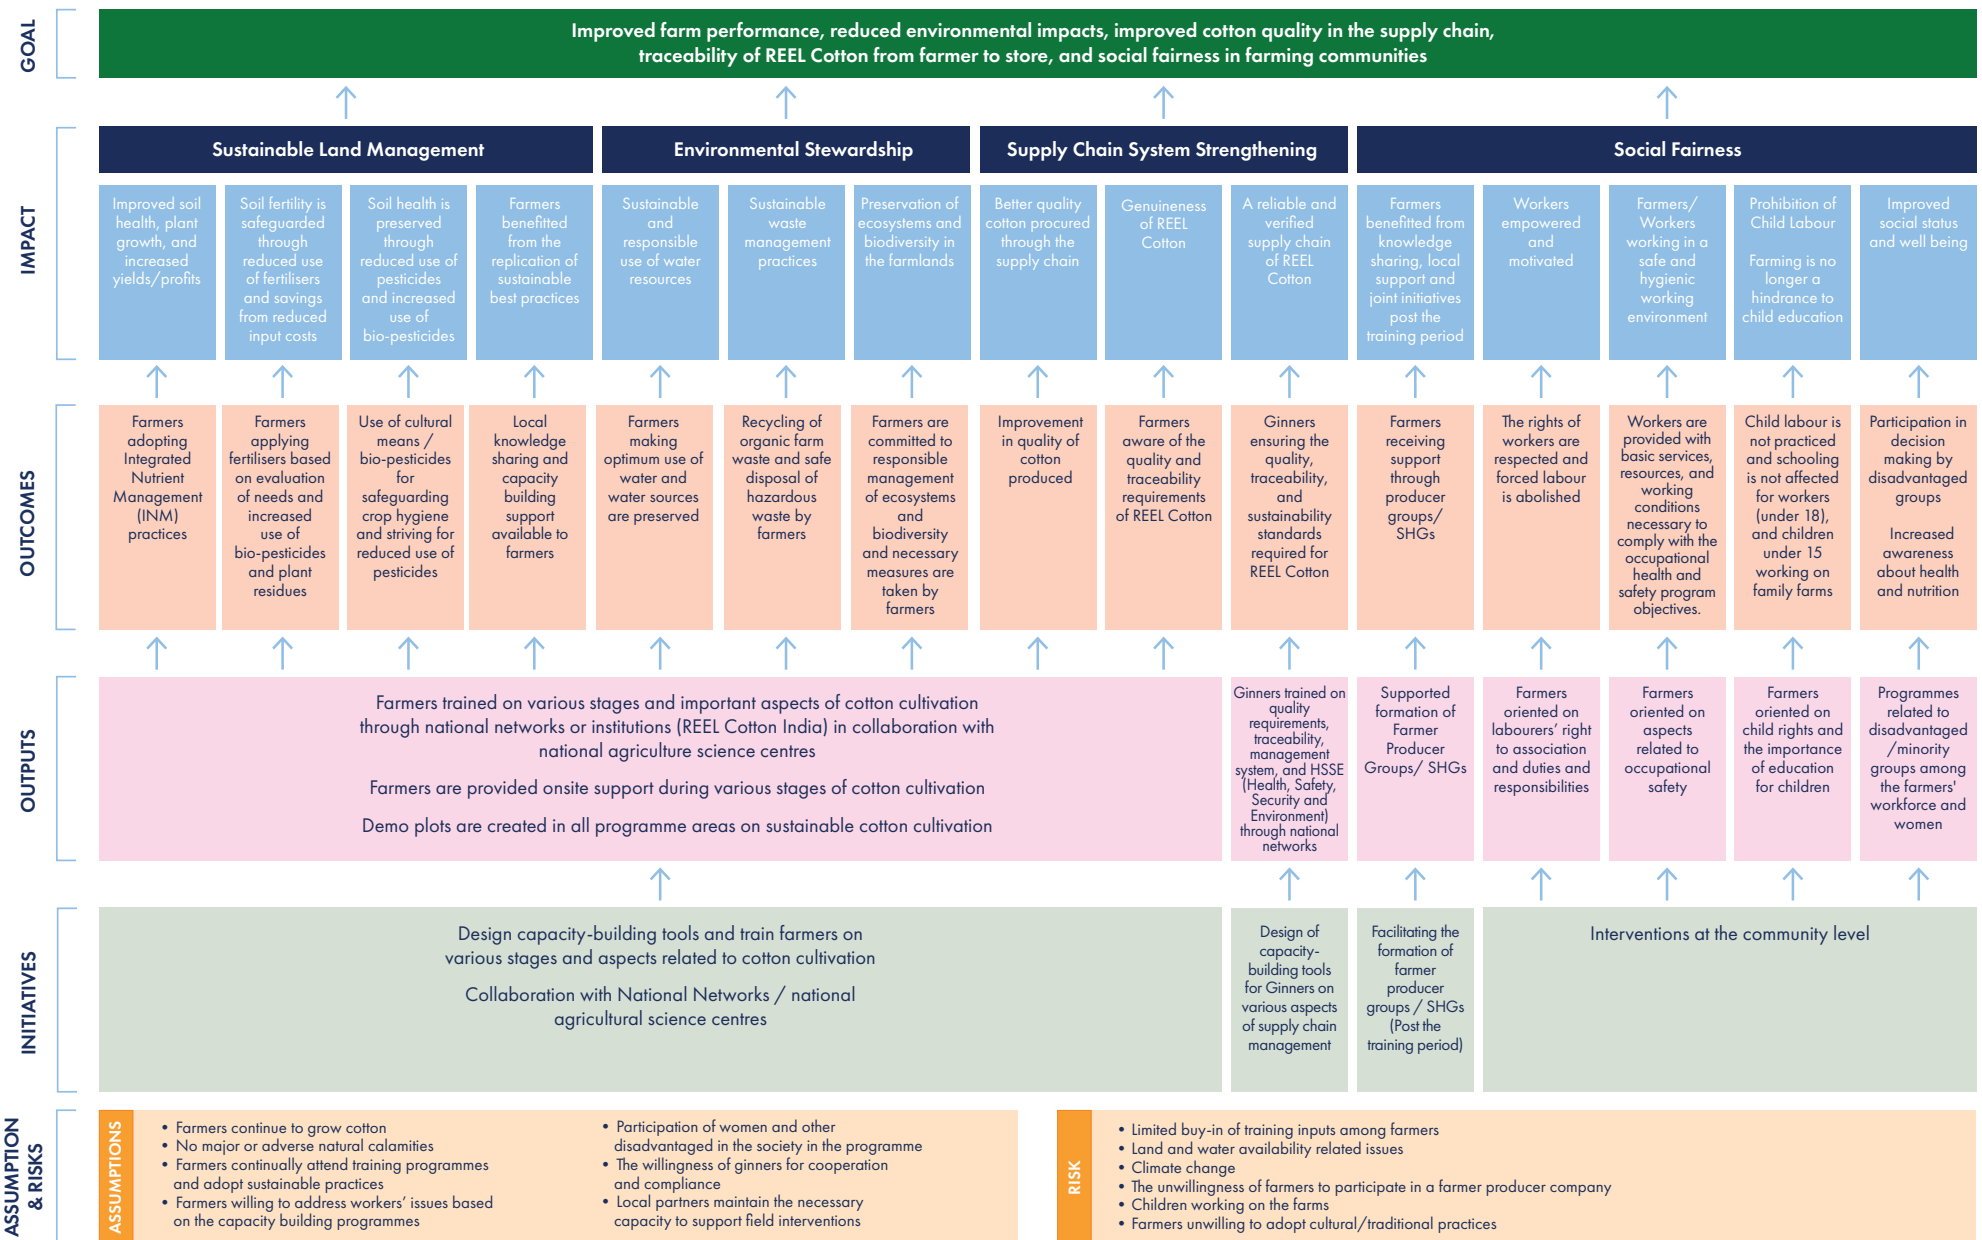 GOAL
Improved farm performance, reduced environmental impacts, improved cotton quality in the supply chain,
traceability of REEL Cotton from farmer to store, and social fairness in farming communities
IMPACT
Sustainable Land Management
Environmental Stewardship
Supply Chain System Strengthening
Social Fairness
Improved soil
health, plant
growth, and
increased
yields/profits
Soil fertility is
safeguarded
through
reduced use
of fertilisers
and savings
from reduced
input costs
Soil health is
preserved
through
reduced use of
pesticides
and increased
use of
bio-pesticides
Farmers
benefitted
from the
replication of
sustainable
best practices
Sustainable
and
responsible
use of water
resources
Sustainable
waste
management
practices
Preservation of
ecosystems and
biodiversity in
the farmlands
Better quality
cotton procured
through the
supply chain
Genuineness
of REEL
Cotton
A reliable and
verified
supply chain
of REEL
Cotton
Farmers
benefitted from
knowledge
sharing, local
support and
joint initiatives
post the
training period
Workers
empowered
and
motivated
Farmers/
Workers
working in a
safe and
hygienic
working
environment
Prohibition of
Child Labour
Farming is no
longer a
hindrance to
child education
Improved
social status
and well being
OUTCOMES
Farmers
adopting
Integrated
Nutrient
Management
(INM)
practices
Farmers
applying
fertilisers based
on evaluation
of needs and
increased
use of
bio-pesticides
and plant
residues
Use of cultural
means /
bio-pesticides
for
safeguarding
crop hygiene
and striving for
reduced use of
pesticides
Local
knowledge
sharing and
capacity
building
support
available to
farmers
Farmers
making
optimum use of
water and
water sources
are preserved
Recycling of
organic farm
waste and safe
disposal of
hazardous
waste by
farmers
Farmers are
committed to
responsible
management
of ecosystems
and
biodiversity
and necessary
measures are
taken by
farmers
Improvement
in quality of
cotton
produced
Farmers
aware of the
quality and
traceability
requirements
of REEL Cotton
Ginners
ensuring the
quality,
traceability,
and
sustainability
standards
required for
REEL Cotton
Farmers
receiving
support
through
producer
groups/
SHGs
The rights of
workers are
respected and
forced labour
is abolished
Workers are
provided with
basic services,
resources, and
working
conditions
necessary to
comply with the
occupational
health and
safety program
objectives.
Child labour is
not practiced
and schooling
is not affected
for workers
(under 18),
and children
under 15
working on
family farms
Participation in
decision
making by
disadvantaged
groups
Increased
awareness
about health
and nutrition
OUTPUTS
Farmers trained on various stages and important aspects of cotton cultivation
through national networks or institutions (REEL Cotton India) in collaboration with
national agriculture science centres
Farmers are provided onsite support during various stages of cotton cultivation
Demo plots are created in all programme areas on sustainable cotton cultivation
Ginners trained on
quality
requirements,
traceability,
management
system, and HSSE
(Health, Safety,
Security and
Environment)
through national
networks
Supported
formation of
Farmer
Producer
Groups/ SHGs
Farmers
oriented on
labourers’ right
to association
and duties and
responsibilities
Farmers
oriented on
aspects
related to
occupational
safety
Farmers
oriented on
child rights and
the importance
of education
for children
Programmes
related to
disadvantaged
/minority
groups among
the farmers'
workforce and
women
INITIATIVES
Design capacity-building tools and train farmers on
various stages and aspects related to cotton cultivation
Collaboration with National Networks / national
agricultural science centres
Design of
capacity-
building tools
for Ginners on
various aspects
of supply chain
management
Facilitating the
formation of
farmer
producer
groups / SHGs
(Post the
training period)
Interventions at the community level
ASSUMPTION
& RISKS
ASSUMPTIONS
• Farmers continue to grow cotton
• No major or adverse natural calamities
• Farmers continually attend training programmes
and adopt sustainable practices
• Farmers willing to address workers’ issues based
on the capacity building programmes
• Participation of women and other
disadvantaged in the society in the programme
• The willingness of ginners for cooperation
and compliance
• Local partners maintain the necessary
capacity to support field interventions
RISK
• Limited buy-in of training inputs among farmers
• Land and water availability related issues
• Climate change
• The unwillingness of farmers to participate in a farmer producer company
• Children working on the farms
• Farmers unwilling to adopt cultural/traditional practices